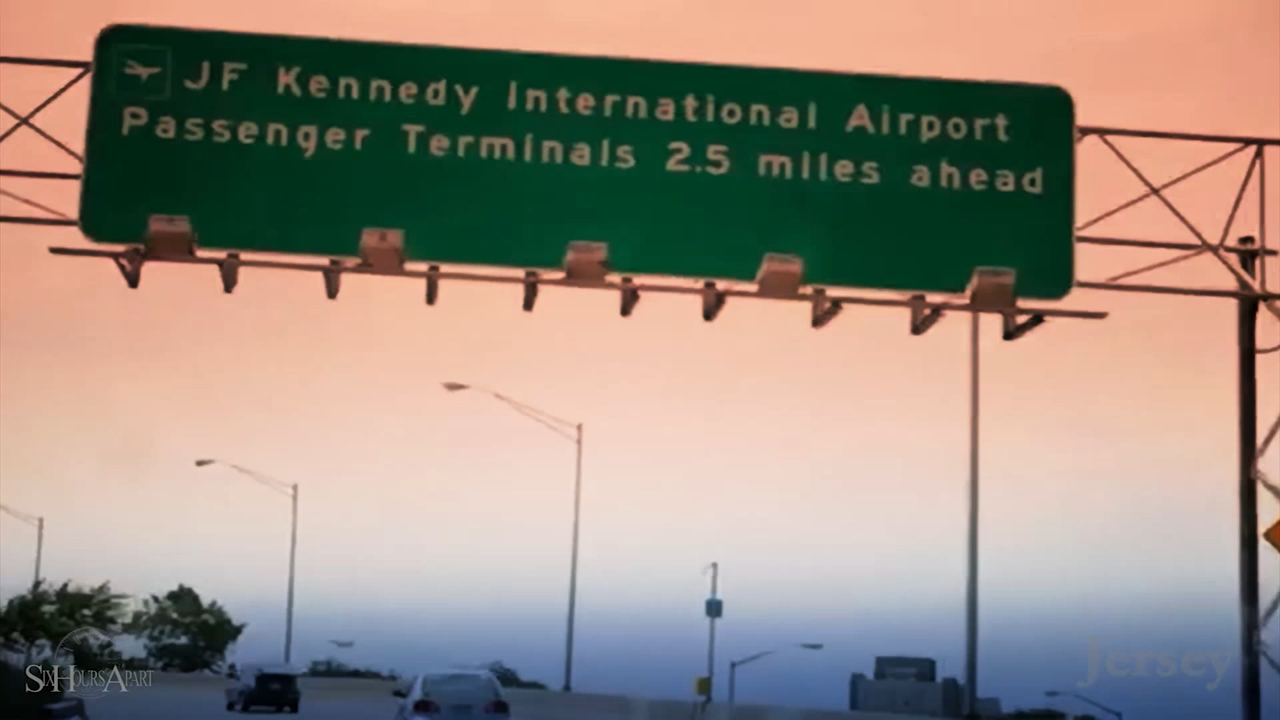 JF Kennedy International Airport
Passenger Terminals 2.5 miles ahead
SixHoursApart
Jersey